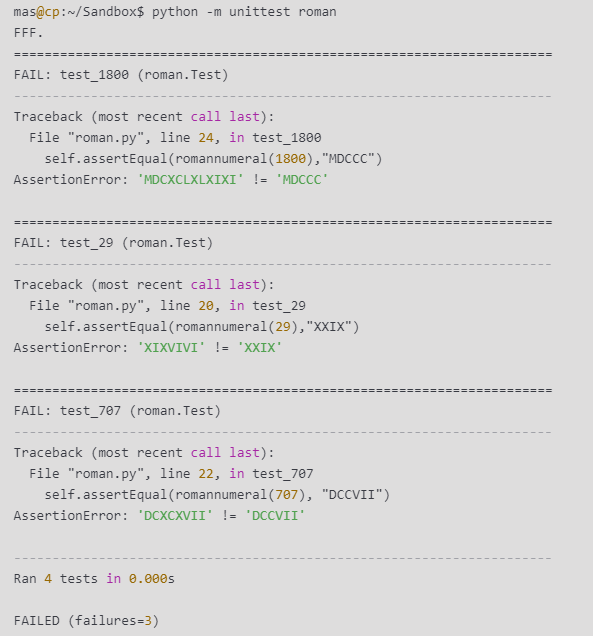 mas@cp:~/Sandbox$ python -m unittest roman
FFF.
======================================================================
FAIL: test_1800 (roman.Test)
----------------------------------------------------------------------
Traceback (most recent call last):
  File "roman.py", line 24, in test_1800
    self.assertEqual(romannumeral(1800),"MDCCC")
AssertionError: 'MDCXCLXLXIXI' != 'MDCCC'

======================================================================
FAIL: test_29 (roman.Test)
----------------------------------------------------------------------
Traceback (most recent call last):
  File "roman.py", line 20, in test_29
    self.assertEqual(romannumeral(29),"XXIX")
AssertionError: 'XIXVIVI' != 'XXIX'

======================================================================
FAIL: test_707 (roman.Test)
----------------------------------------------------------------------
Traceback (most recent call last):
  File "roman.py", line 22, in test_707
    self.assertEqual(romannumeral(707), "DCCVII")
AssertionError: 'DCXCXVII' != 'DCCVII'

----------------------------------------------------------------------
Ran 4 tests in 0.000s

FAILED (failures=3)